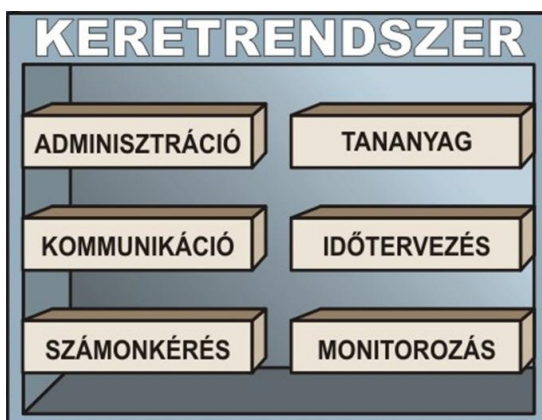 KERETRENDSZER
ADMINISZTRÁCIÓ
TANANYAG
KOMMUNIKÁCIÓ
IDŐTERVEZÉS
SZÁMONKÉRÉS
MONITOROZÁS